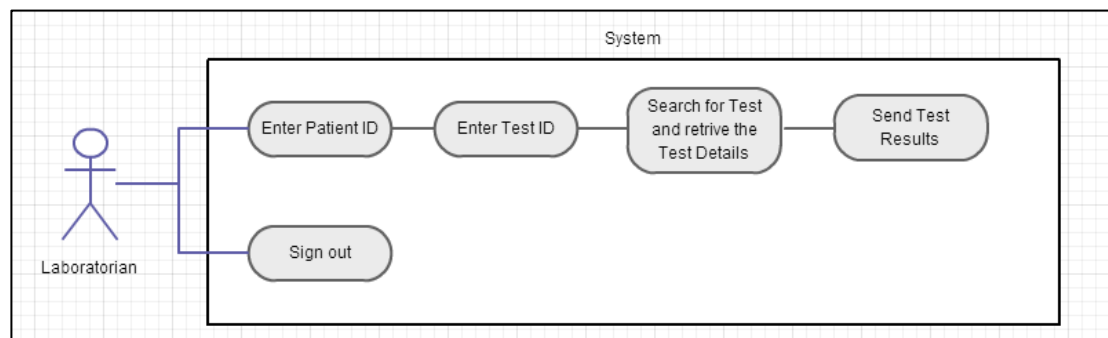 System
Enter Patient ID
Enter Test ID
Search for Test
and retrive the
Test Details
Send Test
Results
Sign out
Laboratorian